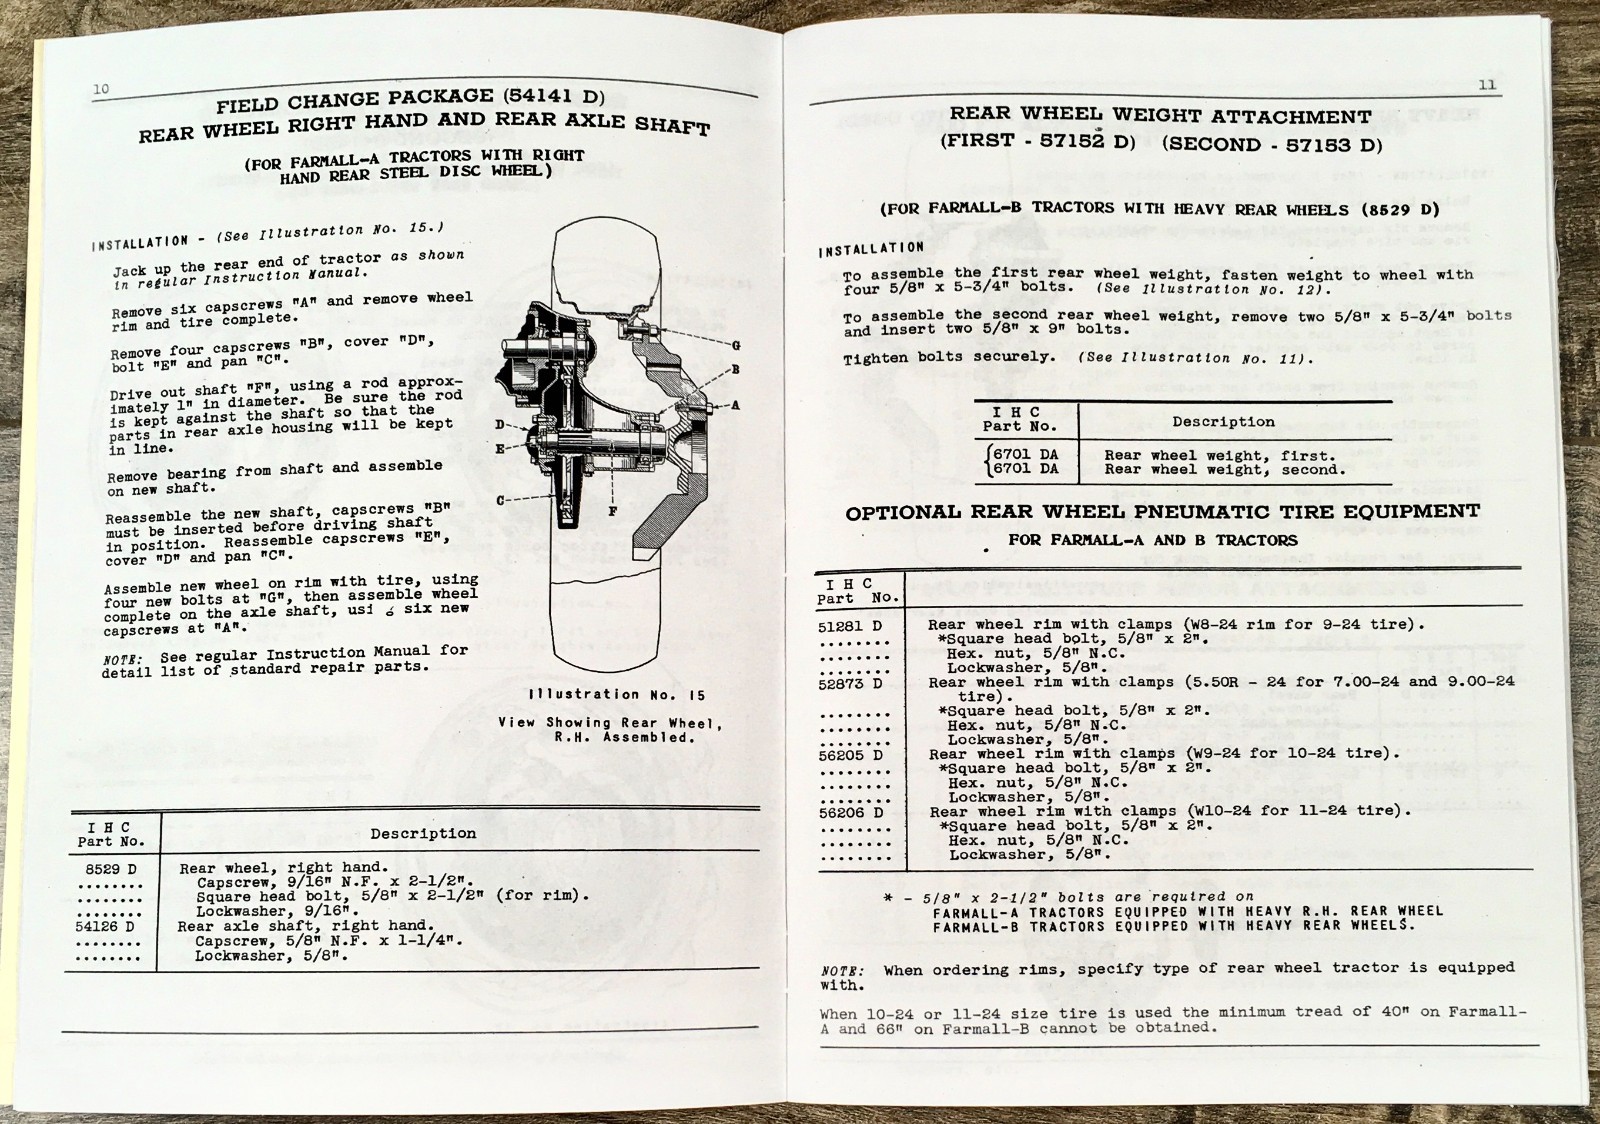 10
FIELD CHANGE PACKAGE (54141 D)
REAR WHEEL RIGHT HAND AND REAR AXLE SHAFT
(FOR FARMALL-A TRACTORS WITH RIGHT
HAND REAR STEEL DISC WHEEL)
INSTALLATION - (See Illustration No. 15.)
Jack up the rear end of tractor as shown
in regular Instruction Manual.
Remove six capscrews "A" and remove wheel
rim and tire complete.
Remove four capscrews "B", cover "D",
bolt "E" and pan "C".
Drive out shaft "F", using a rod approx-
imately 1" in diameter. Be sure the rod
is kept against the shaft so that the
parts in rear axle housing will be kept
in line.
Remove bearing from shaft and assemble
on new shaft.
Reassemble the new shaft, capscrews "B"
must be inserted before driving shaft
in position. Reassemble capscrews "E",
cover "D" and pan "C".
Assemble new wheel on rim with tire, using
four new bolts at "G", then assemble wheel
complete on the axle shaft, usi g six new
capscrews at "A".
NOTE: See regular Instruction Manual for
detail list of standard repair parts.
G
B
A
D
E
C
F
Illustration No. 15
View Showing Rear Wheel,
R.H. Assembled.
I H C
Part No. Description
8529 D Rear wheel, right hand.
........ Capscrew, 9/16" N.F. x 2-1/2".
........ Square head bolt, 5/8" x 2-1/2" (for rim).
........ Lockwasher, 9/16".
54126 D Rear axle shaft, right hand.
........ Capscrew, 5/8" N.F. x 1-1/4".
........ Lockwasher, 5/8".
11
REAR WHEEL WEIGHT ATTACHMENT
(FIRST - 57152 D) (SECOND - 57153 D)
(FOR FARMALL-B TRACTORS WITH HEAVY REAR WHEELS (8529 D)
INSTALLATION
To assemble the first rear wheel weight, fasten weight to wheel with
four 5/8" x 5-3/4" bolts. (See Illustration No. 12).
To assemble the second rear wheel weight, remove two 5/8" x 5-3/4" bolts
and insert two 5/8" x 9" bolts.
Tighten bolts securely. (See Illustration No. 11).
I H C
Part No. Description
{6701 DA Rear wheel weight, first.
{6701 DA Rear wheel weight, second.
OPTIONAL REAR WHEEL PNEUMATIC TIRE EQUIPMENT
FOR FARMALL-A AND B TRACTORS
I H C
Part No.
51281 D Rear wheel rim with clamps (W8-24 rim for 9-24 tire).
........ *Square head bolt, 5/8" x 2".
........ Hex. nut, 5/8" N.C.
........ Lockwasher, 5/8".
52873 D Rear wheel rim with clamps (5.50R - 24 for 7.00-24 and 9.00-24
tire).
........ *Square head bolt, 5/8" x 2".
........ Hex. nut, 5/8" N.C.
........ Lockwasher, 5/8".
56205 D Rear wheel rim with clamps (W9-24 for 10-24 tire).
........ *Square head bolt, 5/8" x 2".
........ Hex. nut, 5/8" N.C.
........ Lockwasher, 5/8".
56206 D Rear wheel rim with clamps (W10-24 for 11-24 tire).
........ *Square head bolt, 5/8" x 2".
........ Hex. nut, 5/8" N.C.
........ Lockwasher, 5/8".
* - 5/8" x 2-1/2" bolts are required on
FARMALL-A TRACTORS EQUIPPED WITH HEAVY R.H. REAR WHEEL
FARMALL-B TRACTORS EQUIPPED WITH HEAVY REAR WHEELS.
NOTE: When ordering rims, specify type of rear wheel tractor is equipped
with.
When 10-24 or 11-24 size tire is used the minimum tread of 40" on Farmall-
A and 66" on Farmall-B cannot be obtained.